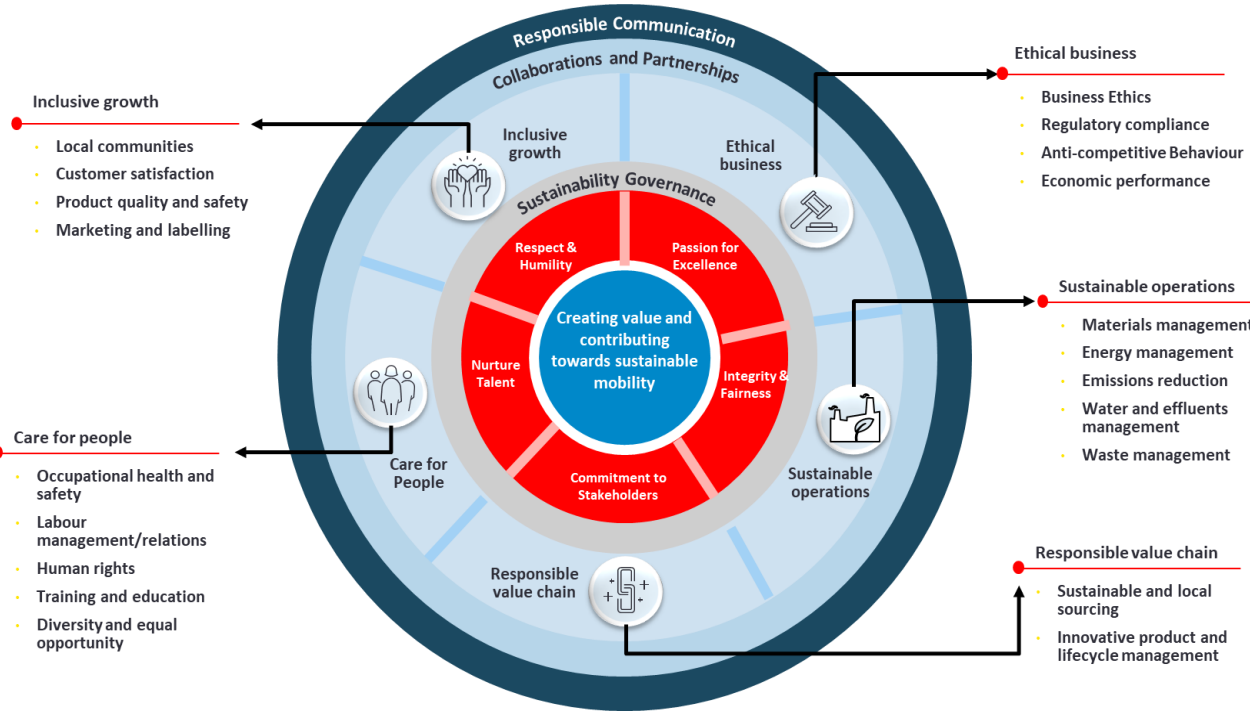 Responsible Communication
Collaborations and Partnerships
Inclusive
growth
Ethical
business
Sustainability Governance
Respect &
Humility
Passion for
Excellence
Creating value and
contributing
towards sustainable
mobility
Nurture
Talent
Integrity &
Fairness
Commitment to
Stakeholders
Care for
People
Sustainable
operations
Responsible
value chain
Inclusive growth
Local communities
Customer satisfaction
Product quality and safety
Marketing and labelling
Care for people
Occupational health and
safety
Labour
management/relations
Human rights
Training and education
Diversity and equal
opportunity
Ethical business
Business Ethics
Regulatory compliance
Anti-competitive Behaviour
Economic performance
Sustainable operations
Materials management
Energy management
Emissions reduction
Water and effluents
management
Waste management
Responsible value chain
Sustainable and local
sourcing
Innovative product and
lifecycle management